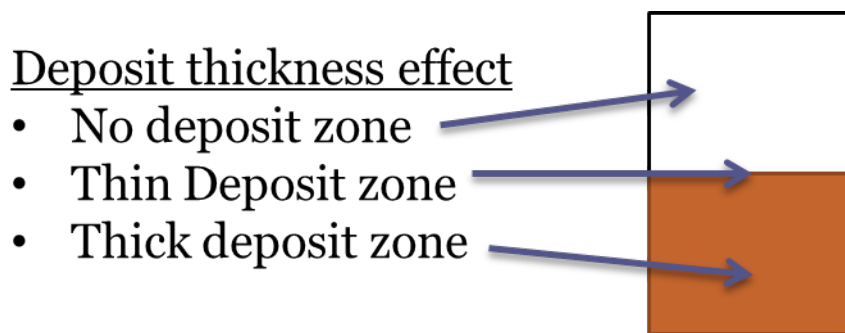 Deposit thickness effect
• No deposit zone
• Thin Deposit zone
• Thick deposit zone